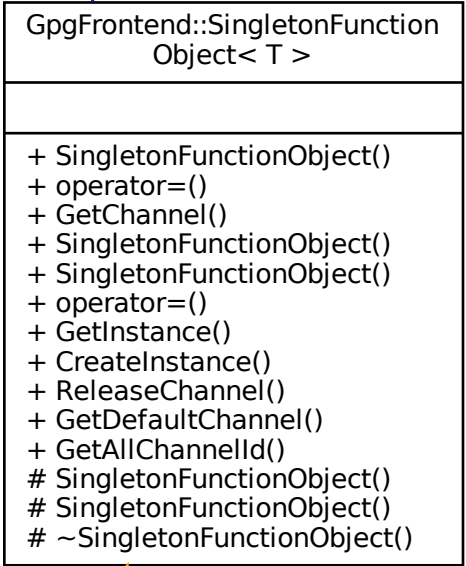 GpgFrontend::SingletonFunction
Object< T >
+ SingletonFunctionObject()
+ operator=()
+ GetChannel()
+ SingletonFunctionObject()
+ SingletonFunctionObject()
+ operator=()
+ GetInstance()
+ CreateInstance()
+ ReleaseChannel()
+ GetDefaultChannel()
+ GetAllChannelId()
# SingletonFunctionObject()
# SingletonFunctionObject()
# ~SingletonFunctionObject()